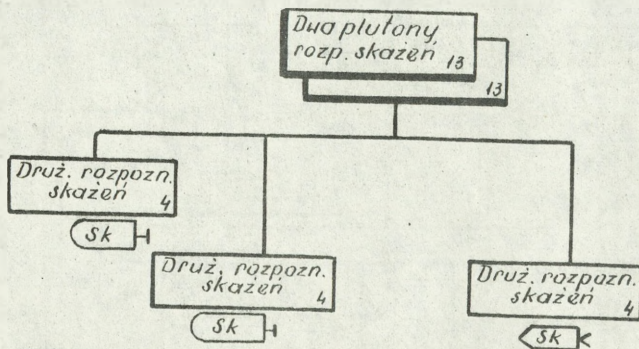 Dwa plutony
rozp. skażeń 13
13
Druż. rozpozn.
skażeń 4
Sk
Druż. rozpozn.
skażeń 4
Sk
Druż. rozpozn.
skażeń 4
Sk